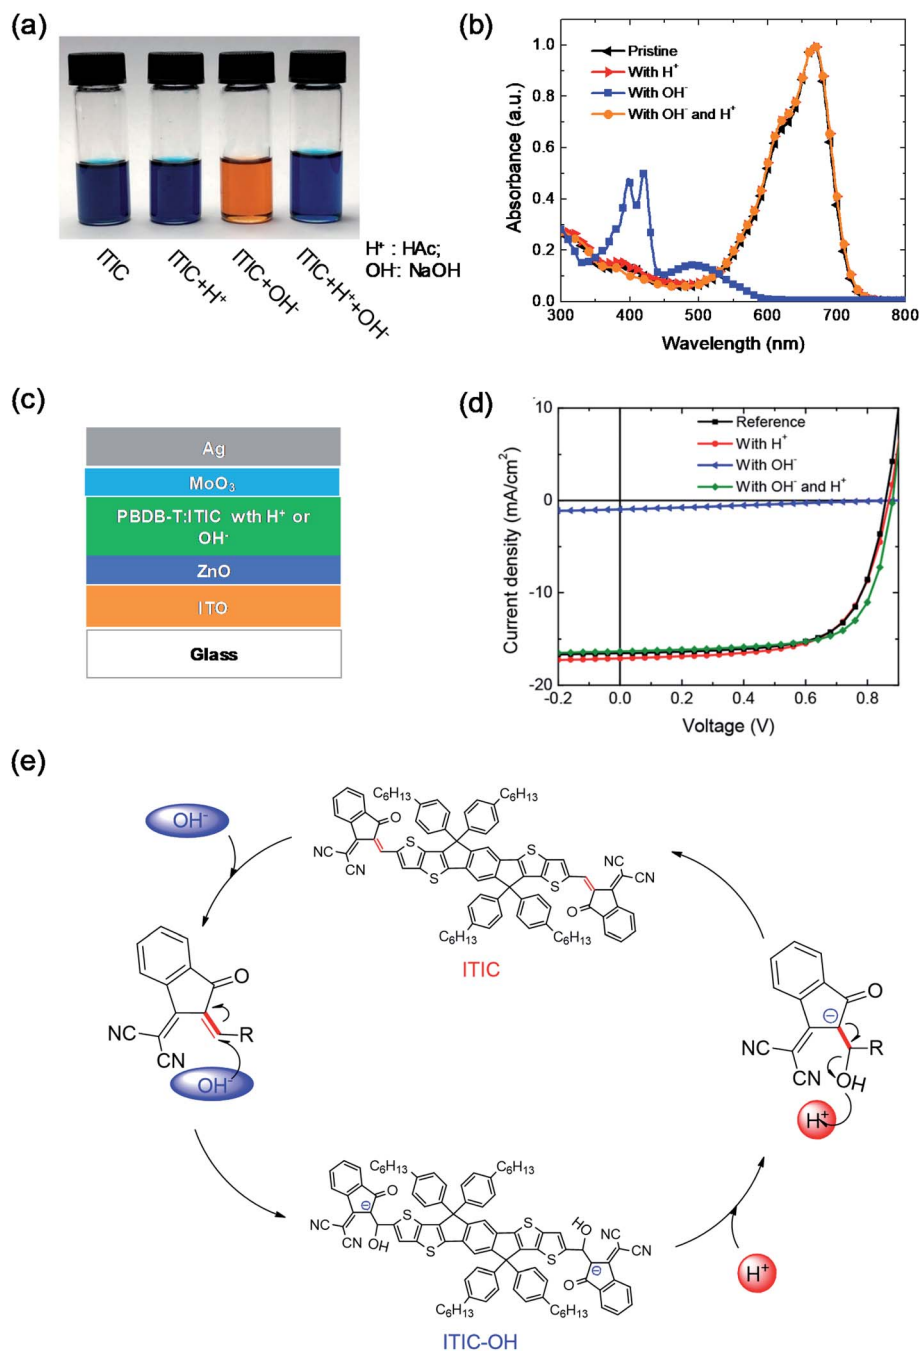 (a)
ITIC
ITIC+H⁺
ITIC+OH⁻
ITIC+H⁺+OH⁻
H⁺ : HAc;
OH⁻: NaOH
(b)
Absorbance (a.u.)
1.0
0.8
0.6
0.4
0.2
0.0
300 400 500 600 700 800
Wavelength (nm)
Pristine
With H⁺
With OH⁻
With OH⁻ and H⁺
(c)
Ag
MoO₃
PBDB-T:ITIC wth H⁺ or
OH⁻
ZnO
ITO
Glass
(d)
Current density (mA/cm²)
10
0
-10
-20
-0.2 0.0 0.2 0.4 0.6 0.8
Voltage (V)
Reference
With H⁺
With OH⁻
With OH⁻ and H⁺
(e)
OH⁻
C₆H₁₃ C₆H₁₃
O
NC
CN
S S
S S
CN
NC
O
C₆H₁₃ C₆H₁₃
ITIC
O
NC
CN
R
OH⁻
O
⊖
NC
CN
R
OH
H⁺
C₆H₁₃ C₆H₁₃
O
⊖
NC
CN OH
S S
S S
HO
CN
CN
⊖
O
C₆H₁₃ C₆H₁₃
ITIC-OH
H⁺